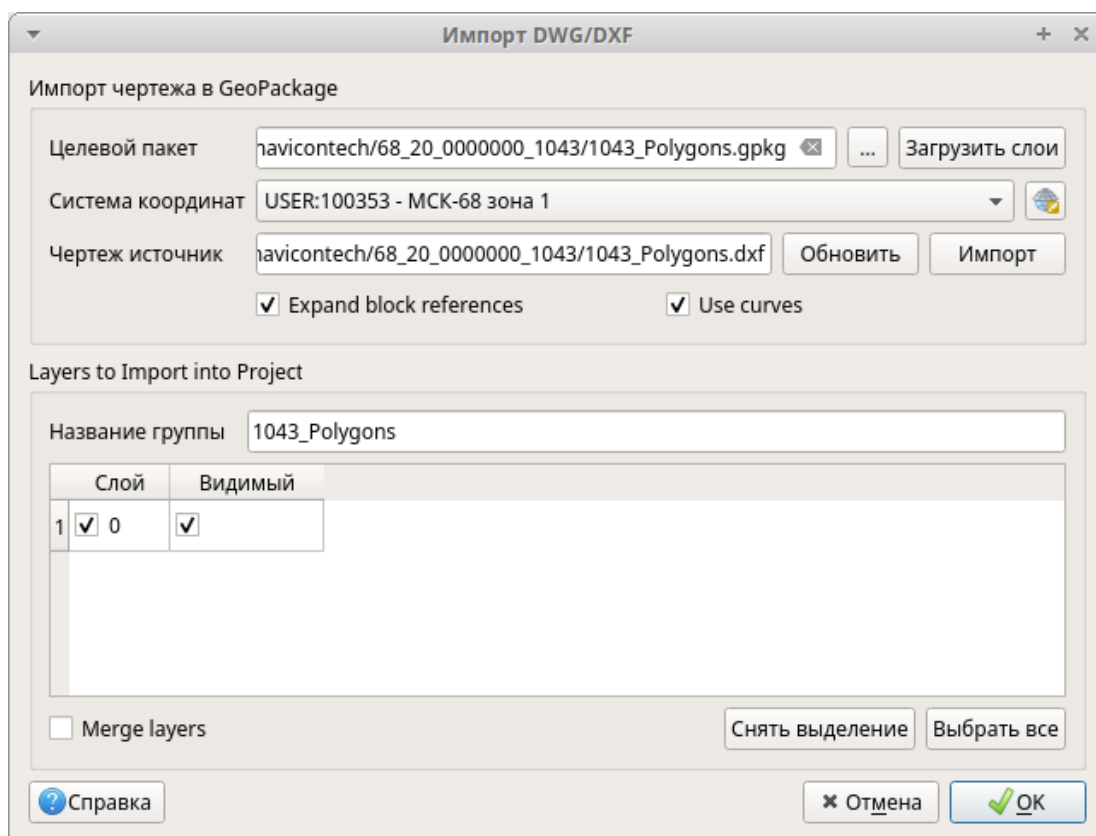 Импорт DWG/DXF
Импорт чертежа в GeoPackage
Целевой пакет navicontech/68_20_0000000_1043/1043_Polygons.gpkg ... Загрузить слои
Система координат USER:100353 - МСК-68 зона 1
Чертеж источник navicontech/68_20_0000000_1043/1043_Polygons.dxf Обновить Импорт
Expand block references Use curves
Layers to Import into Project
Название группы 1043_Polygons
Слой Видимый
1 0
Merge layers Снять выделение Выбрать все
Справка Отмена OK